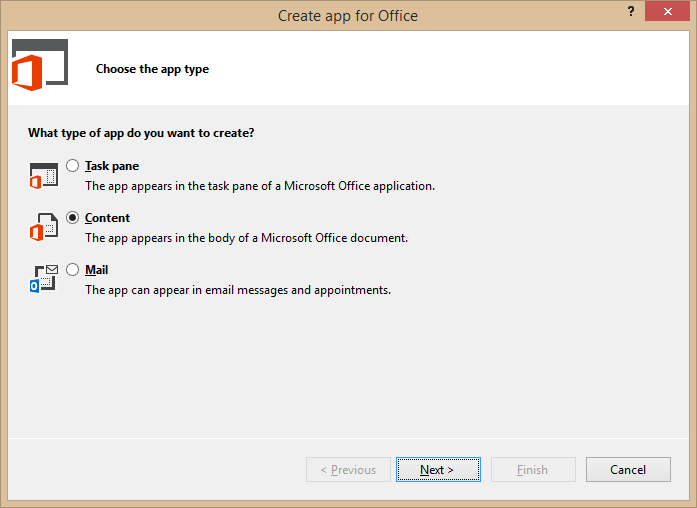 Create app for Office
?
Choose the app type
What type of app do you want to create?
Task pane
The app appears in the task pane of a Microsoft Office application.
Content
The app appears in the body of a Microsoft Office document.
Mail
The app can appear in email messages and appointments.
< Previous
Next >
Finish
Cancel